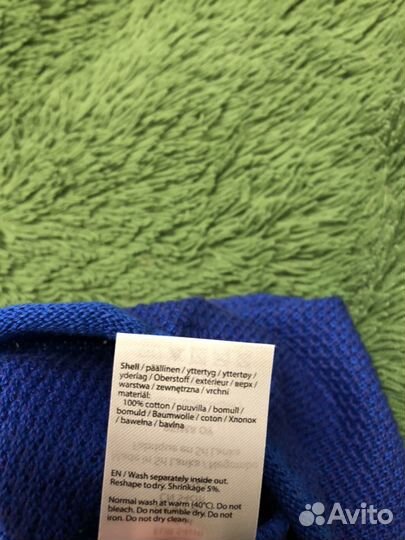 Shell / päällinen / yttertyg / yttertøy /
yderlag / Oberstoff / extérieur / верх /
warstwa / zewnętrzna / vrchni
materiál:
100% cotton / puuvilla / bomull /
bomuld / Baumwolle / coton / Хлопок
/ bawełna / bavlna
EN / Wash separately inside out.
Reshape to dry. Shrinkage 5%.
Normal wash at warm (40°C). Do not
bleach. Do not tumble dry. Do not
iron. Do not dry clean.
Avito